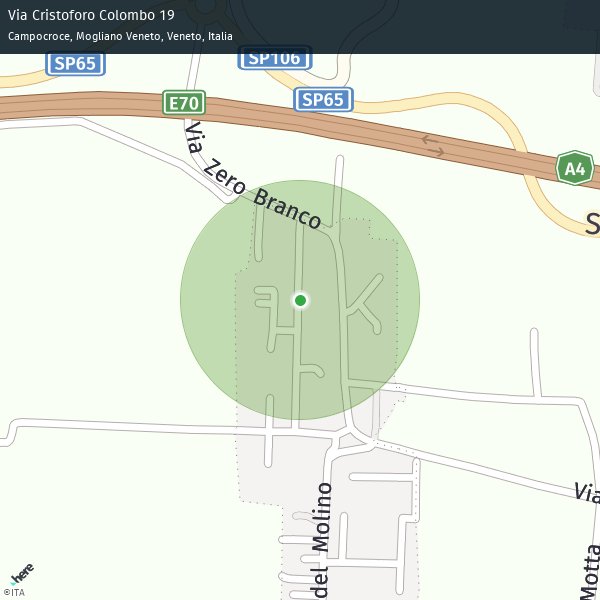 Via Cristoforo Colombo 19
Campocroce, Mogliano Veneto, Veneto, Italia
SP65
SP106
SP65
E70
A4
Via Zero Branco
S
Via
del Molino
Motta
here
©ITA